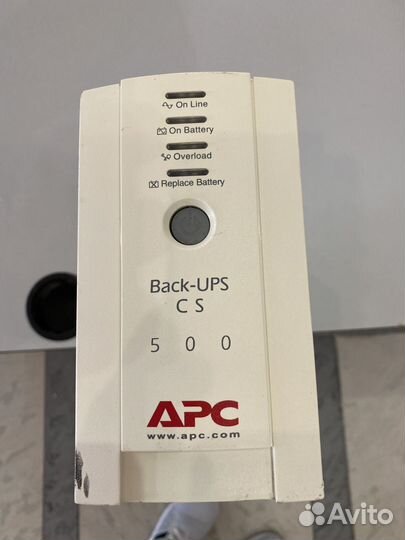 On Line
On Battery
Overload
Replace Battery
Back-UPS
CS
500
APC
www.apc.com
Avito